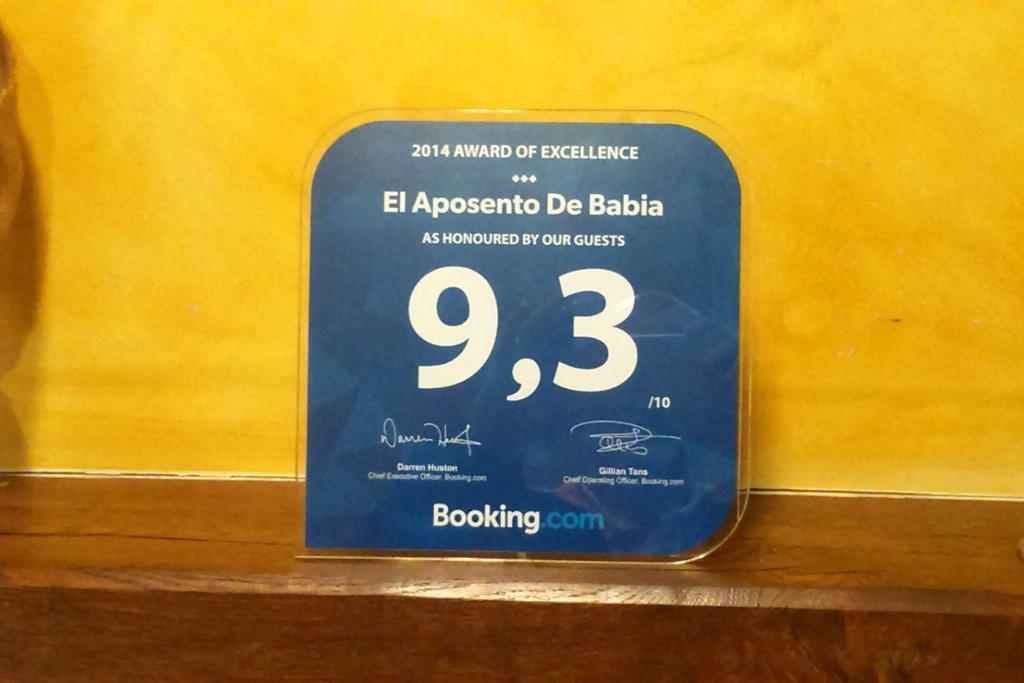 2014 AWARD OF EXCELLENCE
El Aposento De Babia
AS HONOURED BY OUR GUESTS
9,3
/10
Darren Huston
Chief Executive Officer, Booking.com
Gillian Tans
Chief Operating Officer, Booking.com
Booking.com